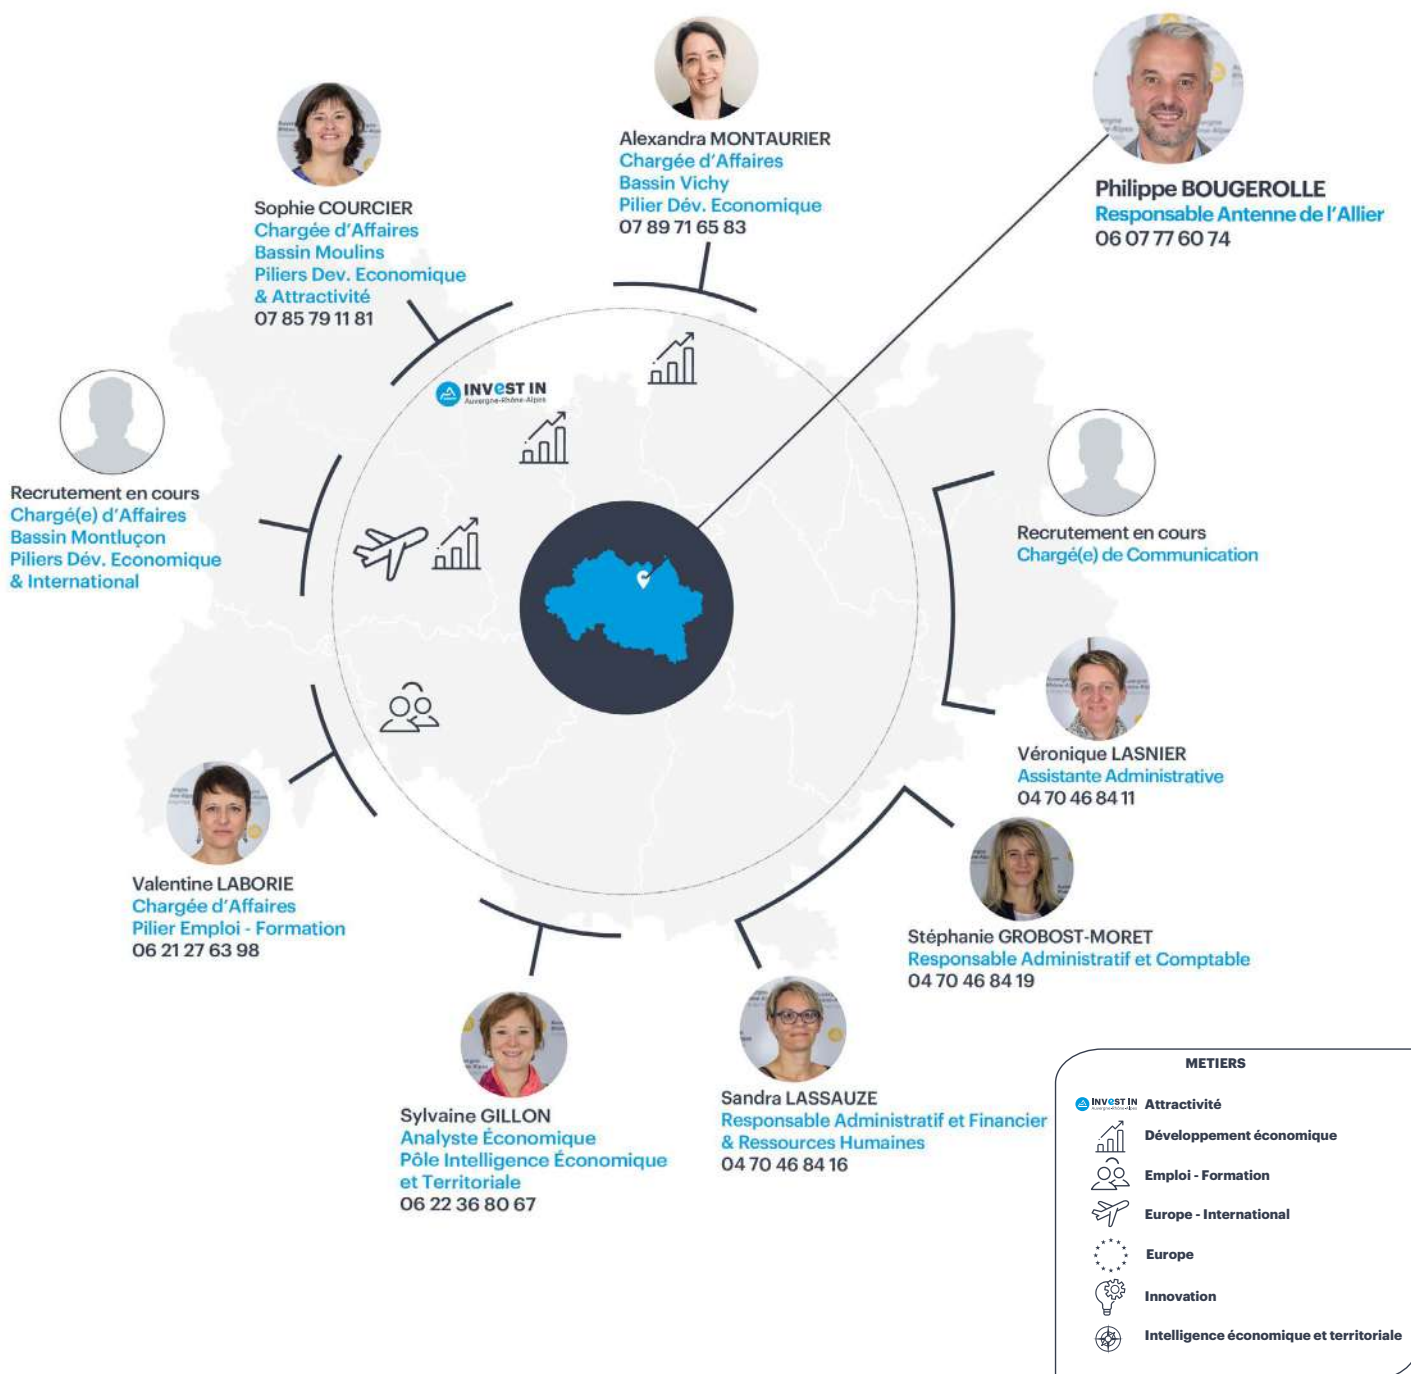 Alexandra MONTAURIER
Chargée d'Affaires
Bassin Vichy
Pilier Dév. Economique
07 89 71 65 83
Philippe BOUGEROLLE
Responsable Antenne de l'Allier
06 07 77 60 74
Sophie COURCIER
Chargée d'Affaires
Bassin Moulins
Piliers Dev. Economique
& Attractivité
07 85 79 11 81
INVeST IN
Auvergne-Rhône-Alpes
Recrutement en cours
Chargé(e) d'Affaires
Bassin Montluçon
Piliers Dév. Economique
& International
Recrutement en cours
Chargé(e) de Communication
Véronique LASNIER
Assistante Administrative
04 70 46 84 11
Valentine LABORIE
Chargée d'Affaires
Pilier Emploi - Formation
06 21 27 63 98
Stéphanie GROBOST-MORET
Responsable Administratif et Comptable
04 70 46 84 19
Sylvaine GILLON
Analyste Économique
Pôle Intelligence Économique
et Territoriale
06 22 36 80 67
Sandra LASSAUZE
Responsable Administratif et Financier
& Ressources Humaines
04 70 46 84 16
METIERS
INVeST IN
Auvergne-Rhône-Alpes
Attractivité
Développement économique
Emploi - Formation
Europe - International
Europe
Innovation
Intelligence économique et territoriale